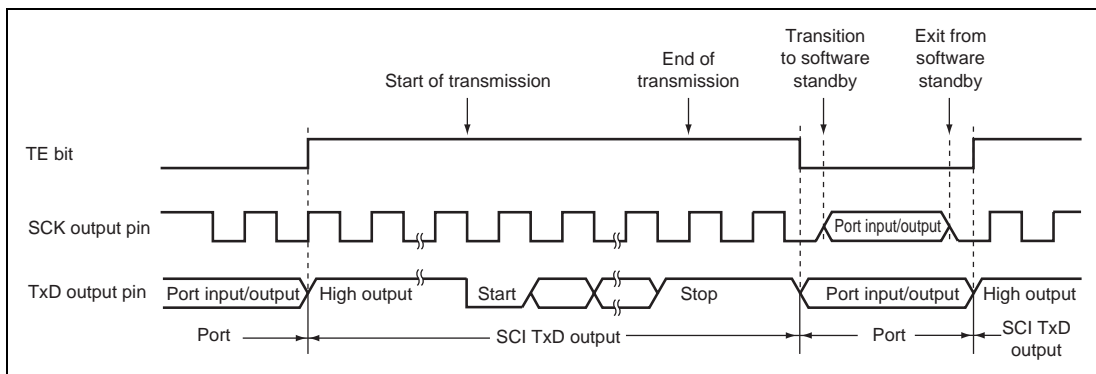 Start of transmission
End of
transmission
Transition
to software
standby
Exit from
software
standby
TE bit
SCK output pin
Port input/output
TxD output pin
Port input/output
High output
Start
Stop
Port input/output
High output
Port
SCI TxD output
Port
SCI TxD
output